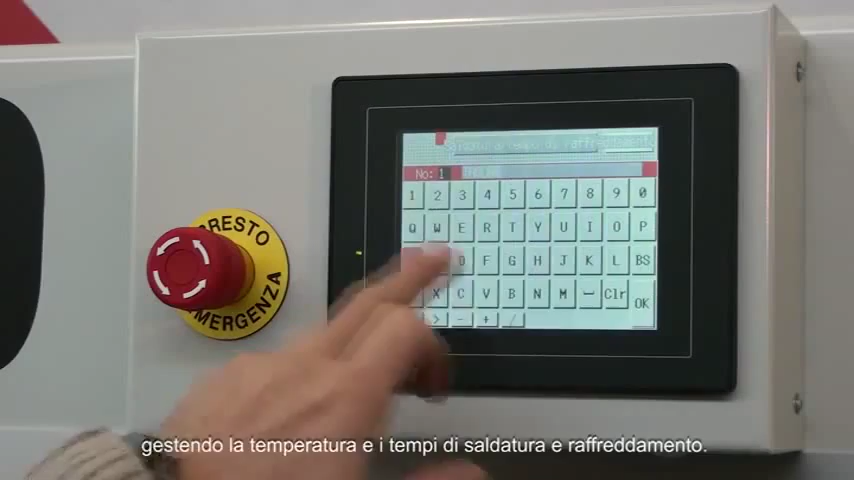 ARRESTO
EMERGENZA
No: 1
1 2 3 4 5 6 7 8 9 0
Q W E R T Y U I O P
D F G H J K L BS
X C V B N M Clr
OK
> - + /
gestendo la temperatura e i tempi di saldatura e raffreddamento.